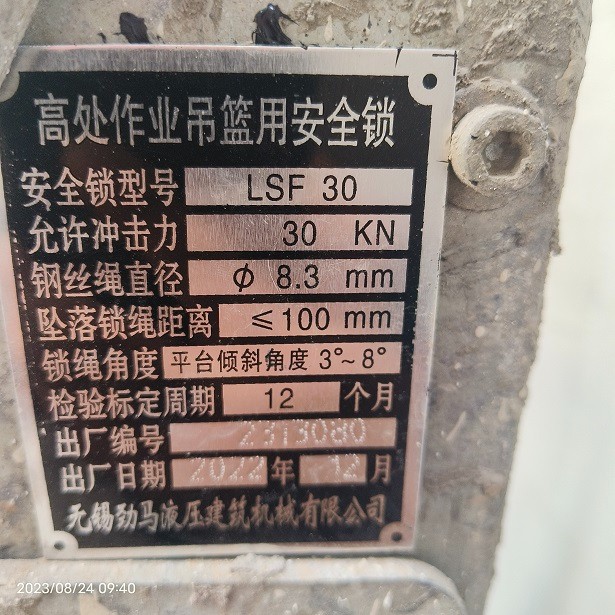 高处作业吊篮用安全锁
安全锁型号 LSF 30
允许冲击力 30 KN
钢丝绳直径 ϕ 8.3 mm
坠落锁绳距离 ≤100 mm
锁绳角度 平台倾斜角度 3°~8°
检验标定周期 12 个月
出厂编号 2313080
出厂日期 2022 年 12 月
无锡劲马液压建筑机械有限公司
2023/08/24 09:40